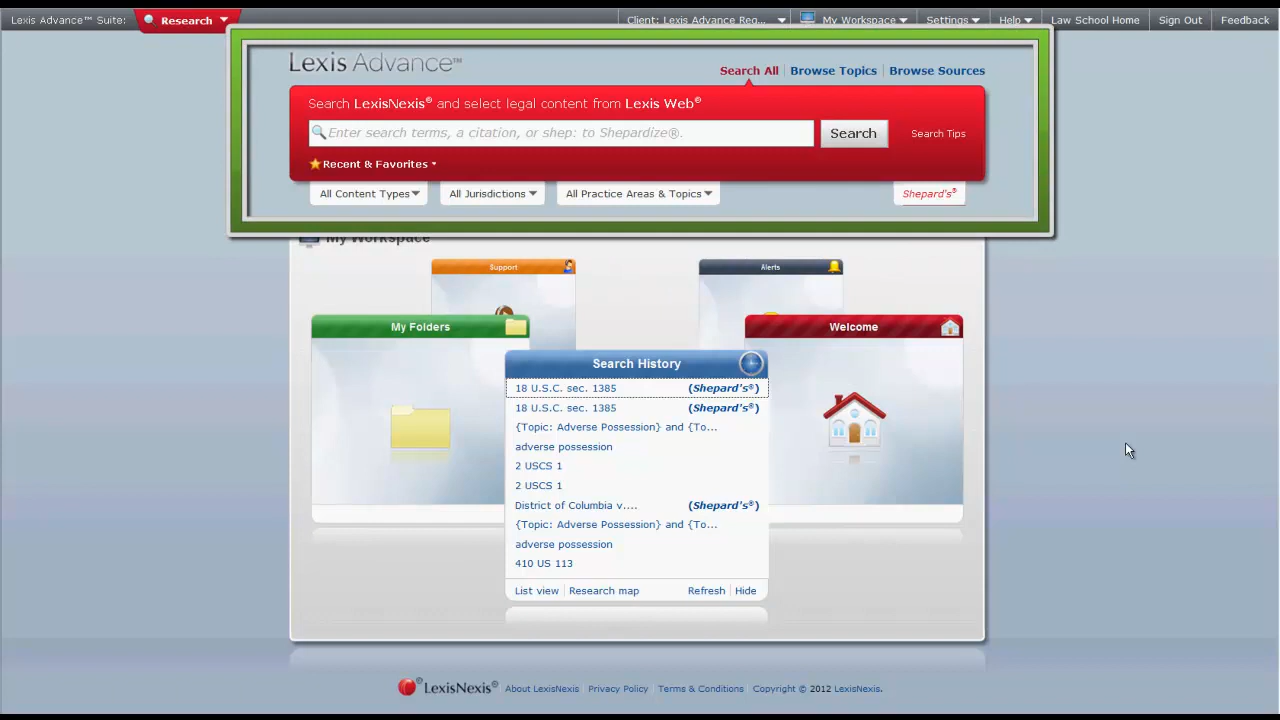 Lexis Advance™ Suite: Research Client: Lexis Advance Reg... My Workspace Settings Help Law School Home Sign Out Feedback
Lexis Advance™
Search All Browse Topics Browse Sources
Search LexisNexis® and select legal content from Lexis Web®
Enter search terms, a citation, or shep: to Shepardize®. Search Search Tips
Recent & Favorites
All Content Types All Jurisdictions All Practice Areas & Topics Shepard's®
My Workspace
Support Alerts
My Folders Welcome
Search History
18 U.S.C. sec. 1385 (Shepard's®)
18 U.S.C. sec. 1385 (Shepard's®)
{Topic: Adverse Possession} and {To...
adverse possession
2 USCS 1
2 USCS 1
District of Columbia v.... (Shepard's®)
{Topic: Adverse Possession} and {To...
adverse possession
410 US 113
List view Research map Refresh Hide
LexisNexis® About LexisNexis Privacy Policy Terms & Conditions Copyright © 2012 LexisNexis.